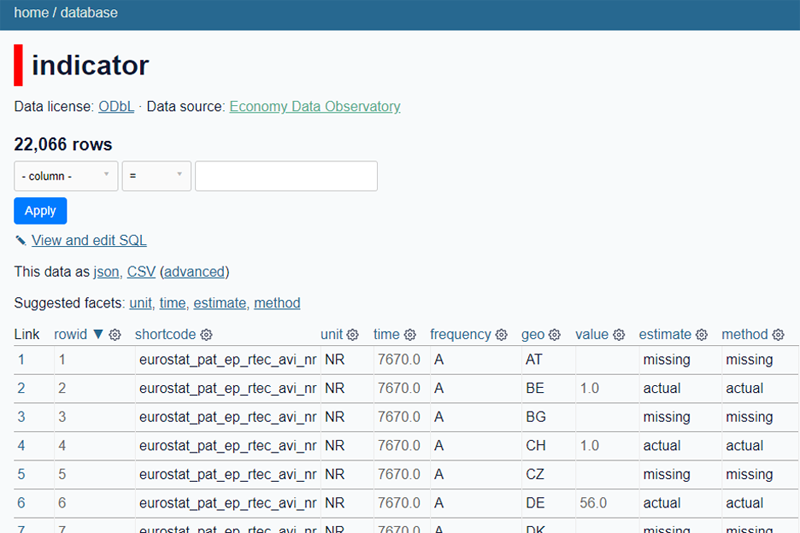 home / database
indicator
Data license: ODbL · Data source: Economy Data Observatory
22,066 rows
- column - =
Apply
View and edit SQL
This data as json, CSV (advanced)
Suggested facets: unit, time, estimate, method
Link rowid ▼ shortcode unit time frequency geo value estimate method
1 1 eurostat_pat_ep_rtec_avi_nr NR 7670.0 A AT missing missing
2 2 eurostat_pat_ep_rtec_avi_nr NR 7670.0 A BE 1.0 actual actual
3 3 eurostat_pat_ep_rtec_avi_nr NR 7670.0 A BG missing missing
4 4 eurostat_pat_ep_rtec_avi_nr NR 7670.0 A CH 1.0 actual actual
5 5 eurostat_pat_ep_rtec_avi_nr NR 7670.0 A CZ missing missing
6 6 eurostat_pat_ep_rtec_avi_nr NR 7670.0 A DE 56.0 actual actual
7 7 eurostat_pat_ep_rtec_avi_nr NR 7670.0 A DK missing missing